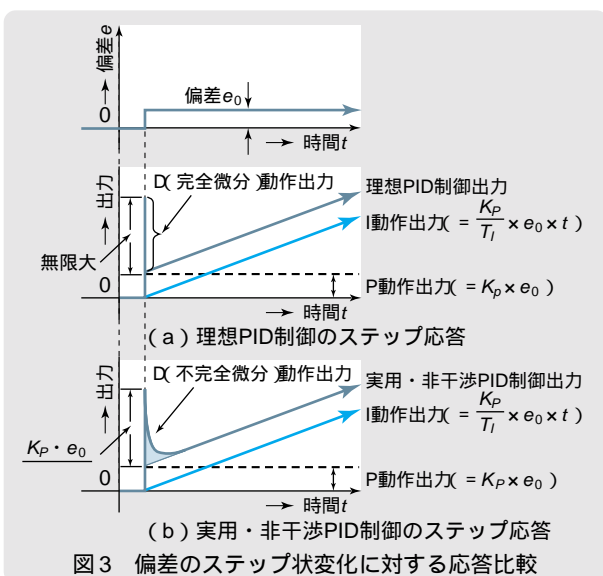 偏差e
0
偏差e0
時間t
出力
D(完全微分)動作出力
理想PID制御出力
I動作出力( = KP/TI × e0 × t )
無限大
0
P動作出力( = Kp × e0 )
時間t
(a)理想PID制御のステップ応答
出力
D(不完全微分)動作出力
実用・非干渉PID制御出力
I動作出力( = KP/TI × e0 × t )
KP・e0
0
P動作出力( = KP × e0 )
時間t
(b)実用・非干渉PID制御のステップ応答
図3 偏差のステップ状変化に対する応答比較